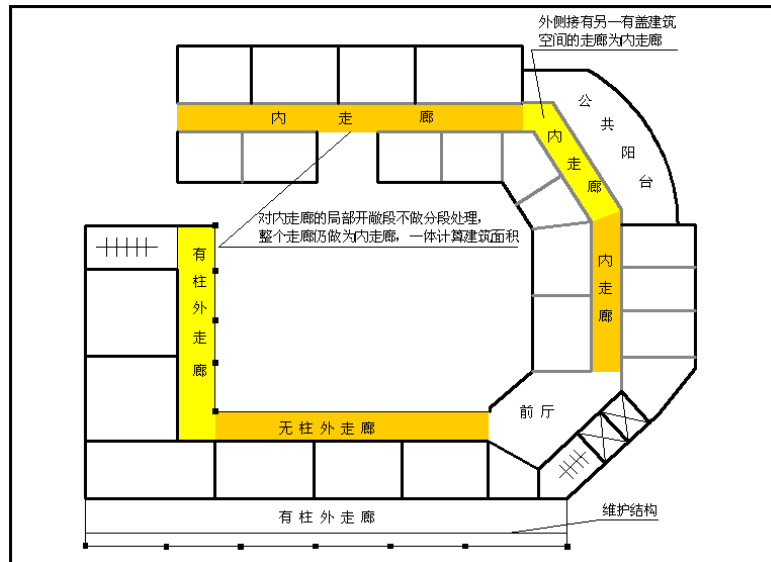 外侧接有另一有盖建筑
空间的走廊为内走廊
公共阳台
内走廊
内走廊
对内走廊的局部开敞段不做分段处理,
整个走廊仍做为内走廊, 一体计算建筑面积
有柱外走廊
内走廊
前厅
无柱外走廊
有柱外走廊
维护结构